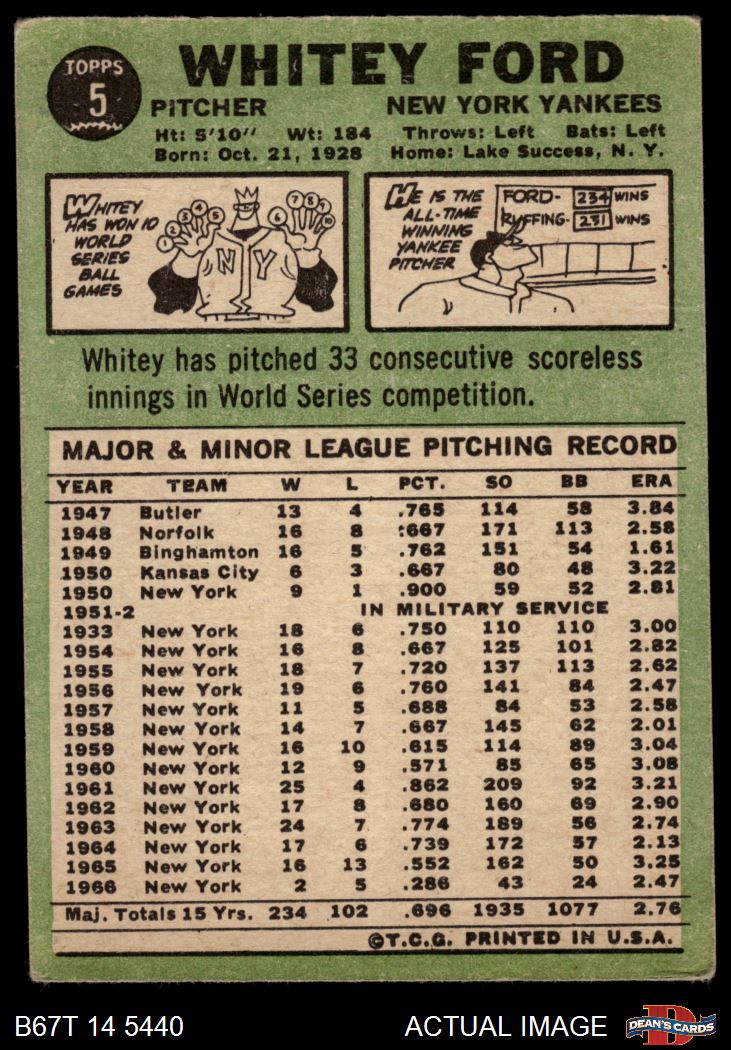 TOPPS
5
WHITEY FORD
PITCHER NEW YORK YANKEES
Ht: 5'10" Wt: 184 Throws: Left Bats: Left
Born: Oct. 21, 1928 Home: Lake Success, N. Y.
WHITEY
HAS WON 10
WORLD
SERIES
BALL
GAMES
1 2 3 4 5 6 7 8 9 10
NY
HE IS THE
ALL-TIME
WINNING
YANKEE
PITCHER
FORD- 234 WINS
RUFFING- 231 WINS
Whitey has pitched 33 consecutive scoreless
innings in World Series competition.
MAJOR & MINOR LEAGUE PITCHING RECORD
YEAR TEAM W L PCT. SO BB ERA
1947 Butler 13 4 .765 114 58 3.84
1948 Norfolk 16 8 .667 171 113 2.58
1949 Binghamton 16 5 .762 151 54 1.61
1950 Kansas City 6 3 .667 80 48 3.22
1950 New York 9 1 .900 59 52 2.81
1951-2 IN MILITARY SERVICE
1933 New York 18 6 .750 110 110 3.00
1954 New York 16 8 .667 125 101 2.82
1955 New York 18 7 .720 137 113 2.62
1956 New York 19 6 .760 141 84 2.47
1957 New York 11 5 .688 84 53 2.58
1958 New York 14 7 .667 145 62 2.01
1959 New York 16 10 .615 114 89 3.04
1960 New York 12 9 .571 85 65 3.08
1961 New York 25 4 .862 209 92 3.21
1962 New York 17 8 .680 160 69 2.90
1963 New York 24 7 .774 189 56 2.74
1964 New York 17 6 .739 172 57 2.13
1965 New York 16 13 .552 162 50 3.25
1966 New York 2 5 .286 43 24 2.47
Maj. Totals 15 Yrs. 234 102 .696 1935 1077 2.76
©T.C.G. PRINTED IN U.S.A.
B67T 14 5440 ACTUAL IMAGE D DEAN'S CARDS